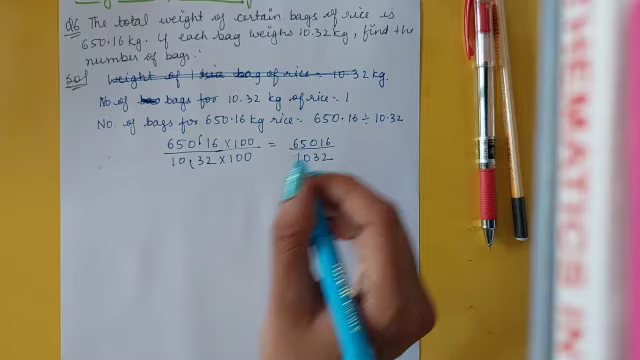 Q6 The total weight of certain bags of rice is
650.16 kg. If each bag weighs 10.32 kg, find the
number of bags.
Sol Weight of 1 rice bag of rice = 10.32 kg.
No of bags for 10.32 kg of rice = 1
No. of bags for 650.16 kg rice = 650.16 ÷ 10.32
650.16 × 100 / 10.32 × 100 = 65016 / 1032
HEMATICS IN